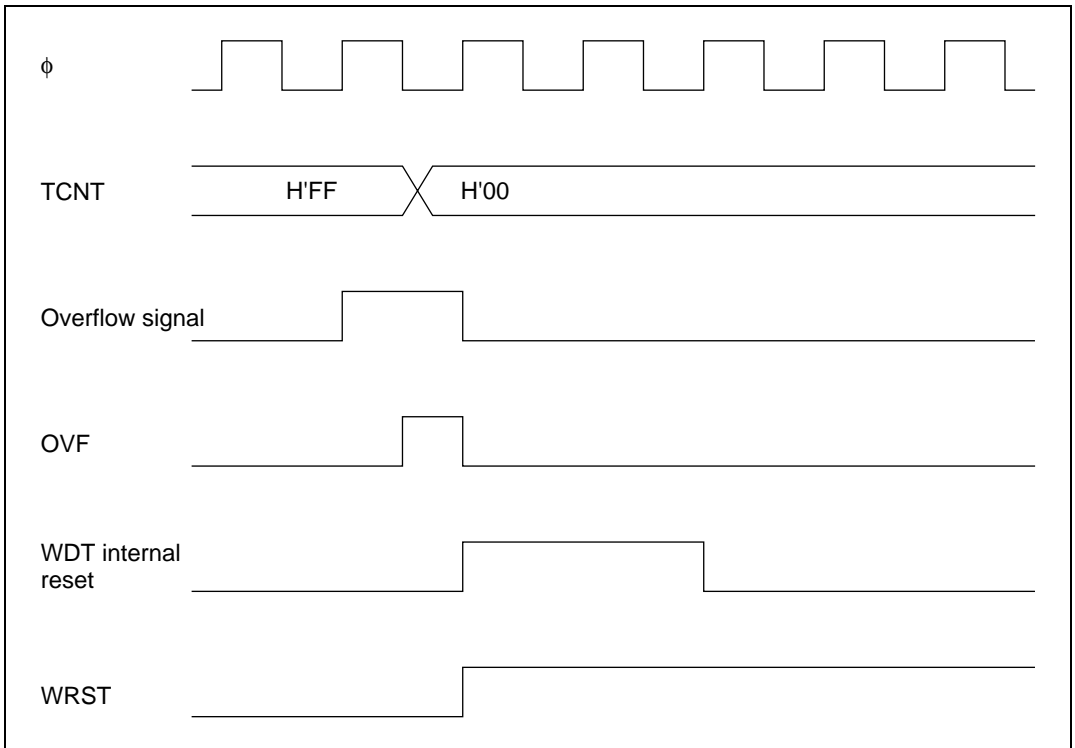 ϕ
TCNT
H'FF
H'00
Overflow signal
OVF
WDT internal
reset
WRST